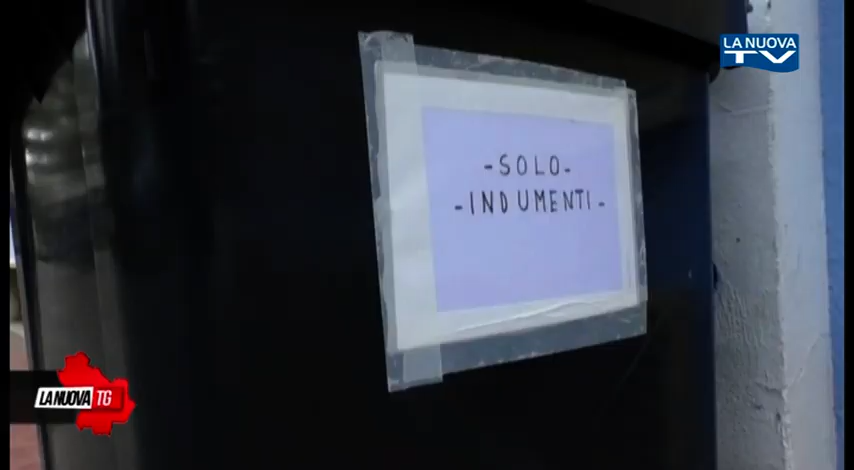 LA NUOVA
TV
-SOLO-
-INDUMENTI-
LA NUOVA TG